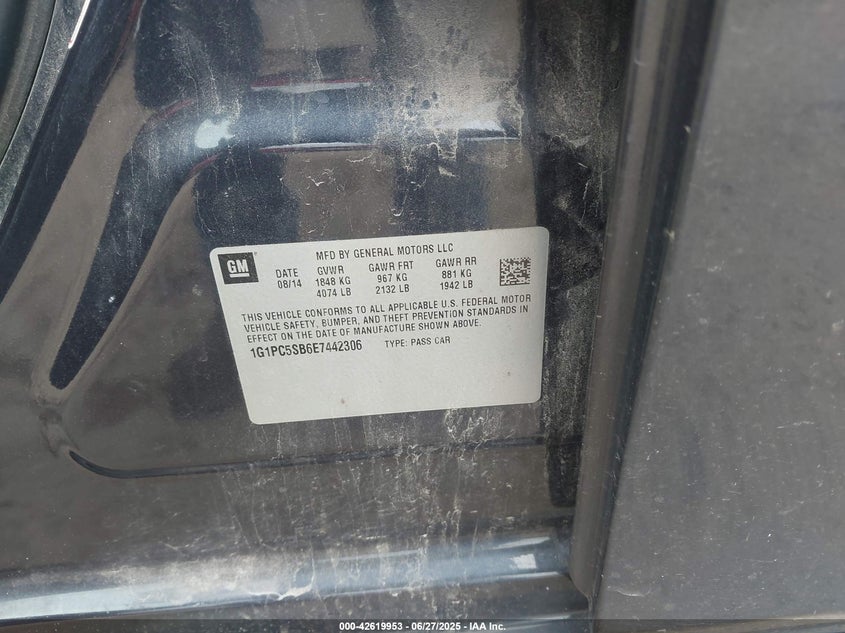 GM
MFD BY GENERAL MOTORS LLC
DATE GVWR GAWR FRT GAWR RR
08/14 1848 KG 967 KG 881 KG
4074 LB 2132 LB 1942 LB
THIS VEHICLE CONFORMS TO ALL APPLICABLE U.S. FEDERAL MOTOR
VEHICLE SAFETY, BUMPER, AND THEFT PREVENTION STANDARDS IN
EFFECT ON THE DATE OF MANUFACTURE SHOWN ABOVE.
1G1PC5SB6E7442306 TYPE: PASS CAR
000-42619953 - 06/27/2025 - IAA Inc.